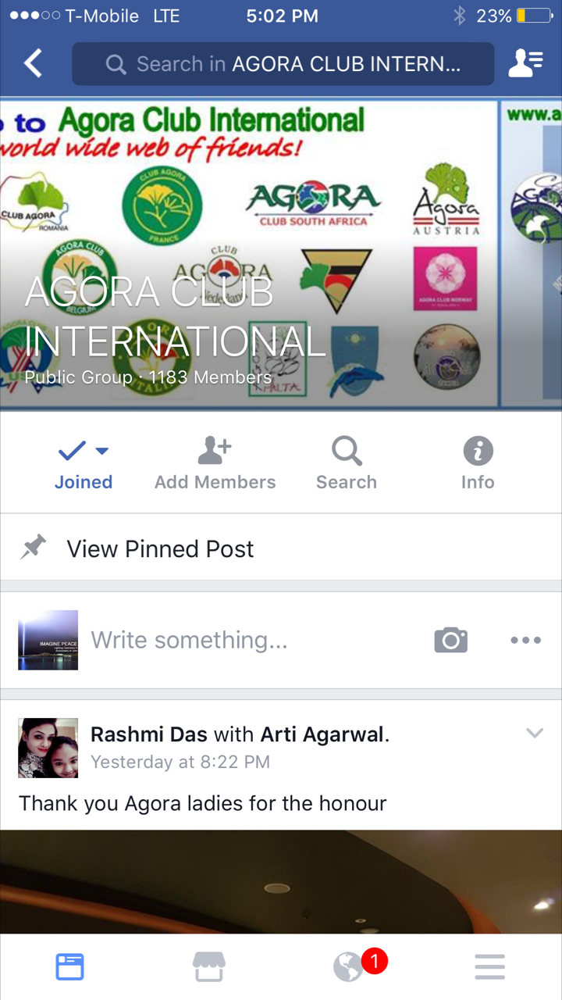 T-Mobile LTE 5:02 PM 23%
Search in AGORA CLUB INTERN...
to Agora Club International
world wide web of friends!
www.a
CLUB AGORA
ROMANIA
CLUB AGORA
FRANCE
AGORA
CLUB SOUTH AFRICA
Agora
AUSTRIA
AGORA CLUB
BELGIUM
CLUB
AGORA
Nederland
AGORA CLUB NORWAY
MALTA
AGORA CLUB
INTERNATIONAL
Public Group · 1183 Members
Joined
Add Members
Search
Info
View Pinned Post
IMAGINE PEACE
Write something...
Rashmi Das with Arti Agarwal.
Yesterday at 8:22 PM
Thank you Agora ladies for the honour
1